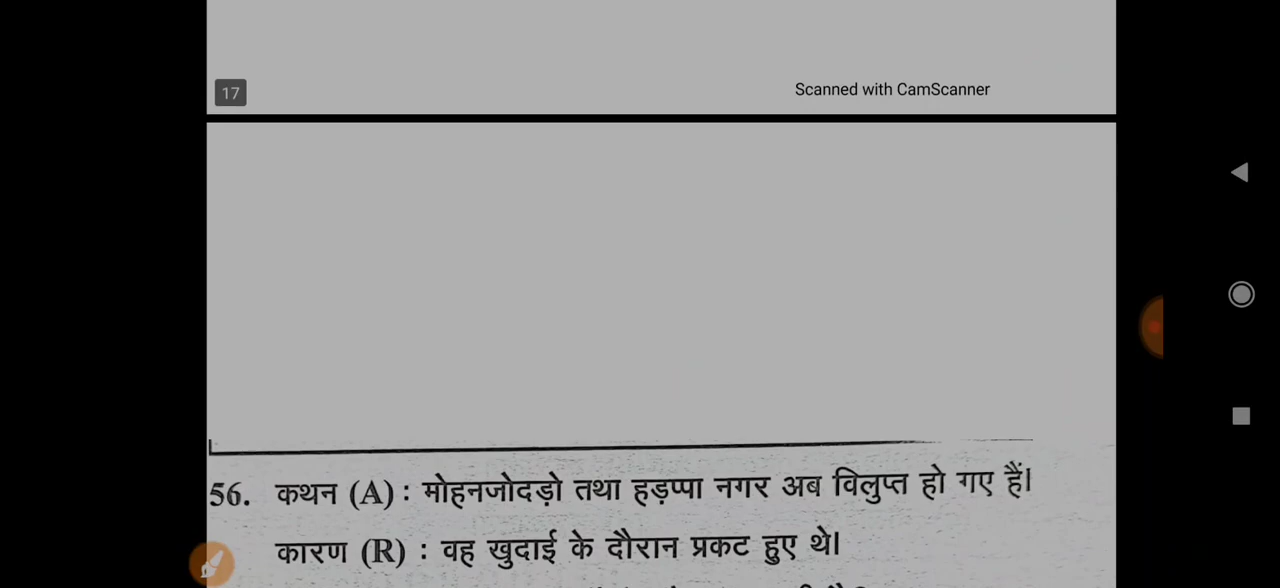 17
Scanned with CamScanner
56. कथन (A) : मोहनजोदड़ो तथा हड़प्पा नगर अब विलुप्त हो गए हैं।
कारण (R) : वह खुदाई के दौरान प्रकट हुए थे।